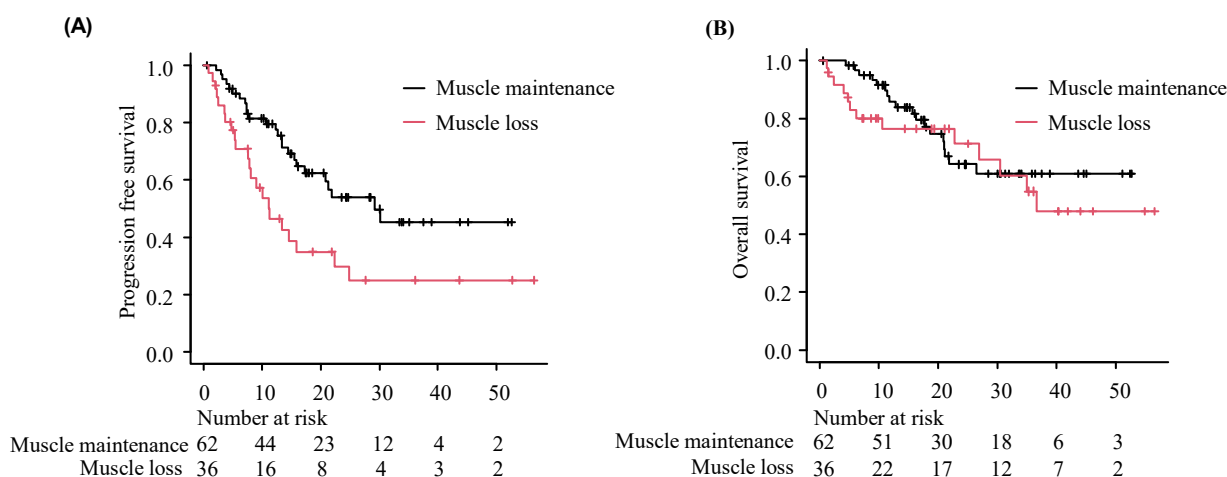 (A)
Progression free survival
1.0
0.8
0.6
0.4
0.2
0.0
Muscle maintenance
Muscle loss
0 10 20 30 40 50
Number at risk
Muscle maintenance 62 44 23 12 4 2
Muscle loss 36 16 8 4 3 2
(B)
Overall survival
1.0
0.8
0.6
0.4
0.2
0.0
Muscle maintenance
Muscle loss
0 10 20 30 40 50
Number at risk
Muscle maintenance 62 51 30 18 6 3
Muscle loss 36 22 17 12 7 2